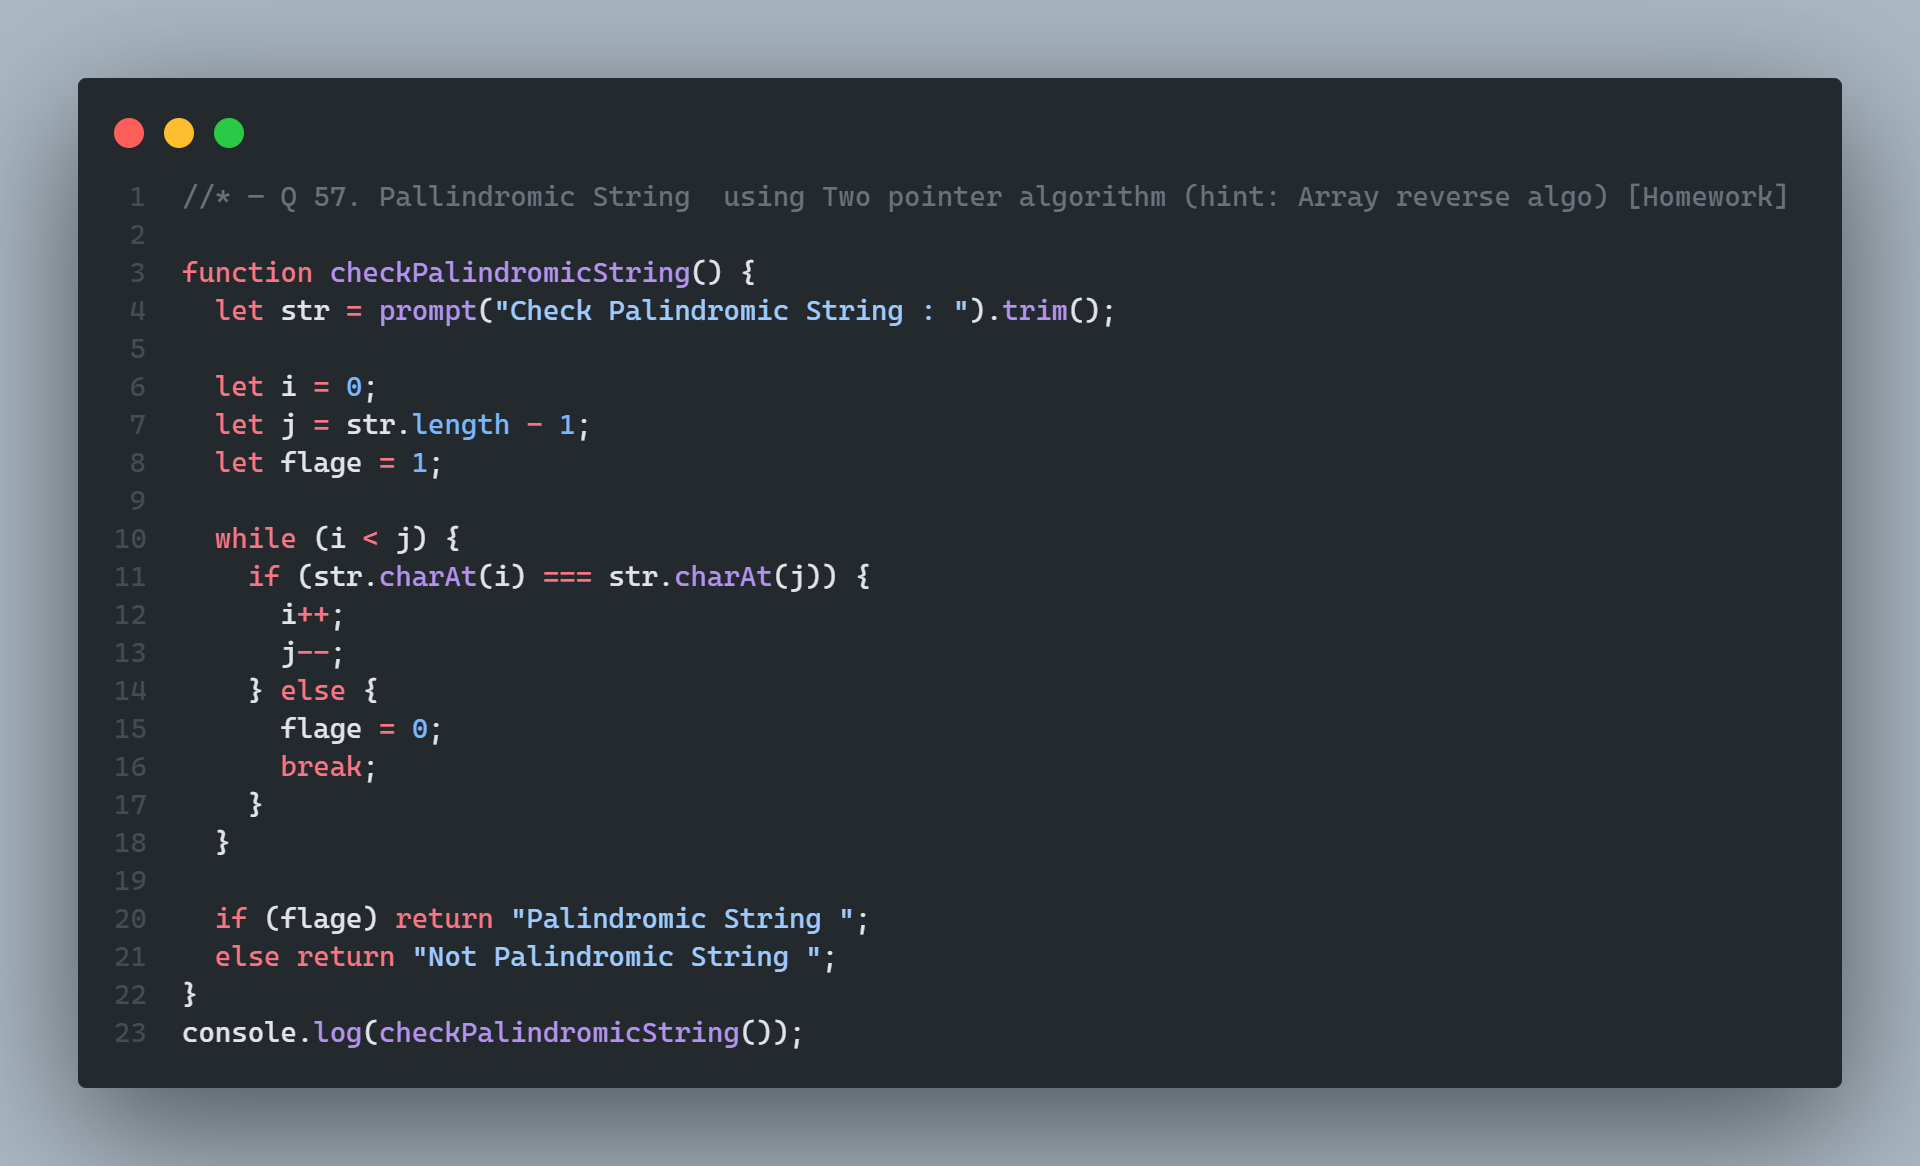 1 //* - Q 57. Pallindromic String  using Two pointer algorithm (hint: Array reverse algo) [Homework]
2
3 function checkPalindromicString() {
4   let str = prompt("Check Palindromic String : ").trim();
5
6   let i = 0;
7   let j = str.length - 1;
8   let flage = 1;
9
10   while (i < j) {
11     if (str.charAt(i) === str.charAt(j)) {
12       i++;
13       j--;
14     } else {
15       flage = 0;
16       break;
17     }
18   }
19
20   if (flage) return "Palindromic String ";
21   else return "Not Palindromic String ";
22 }
23 console.log(checkPalindromicString());